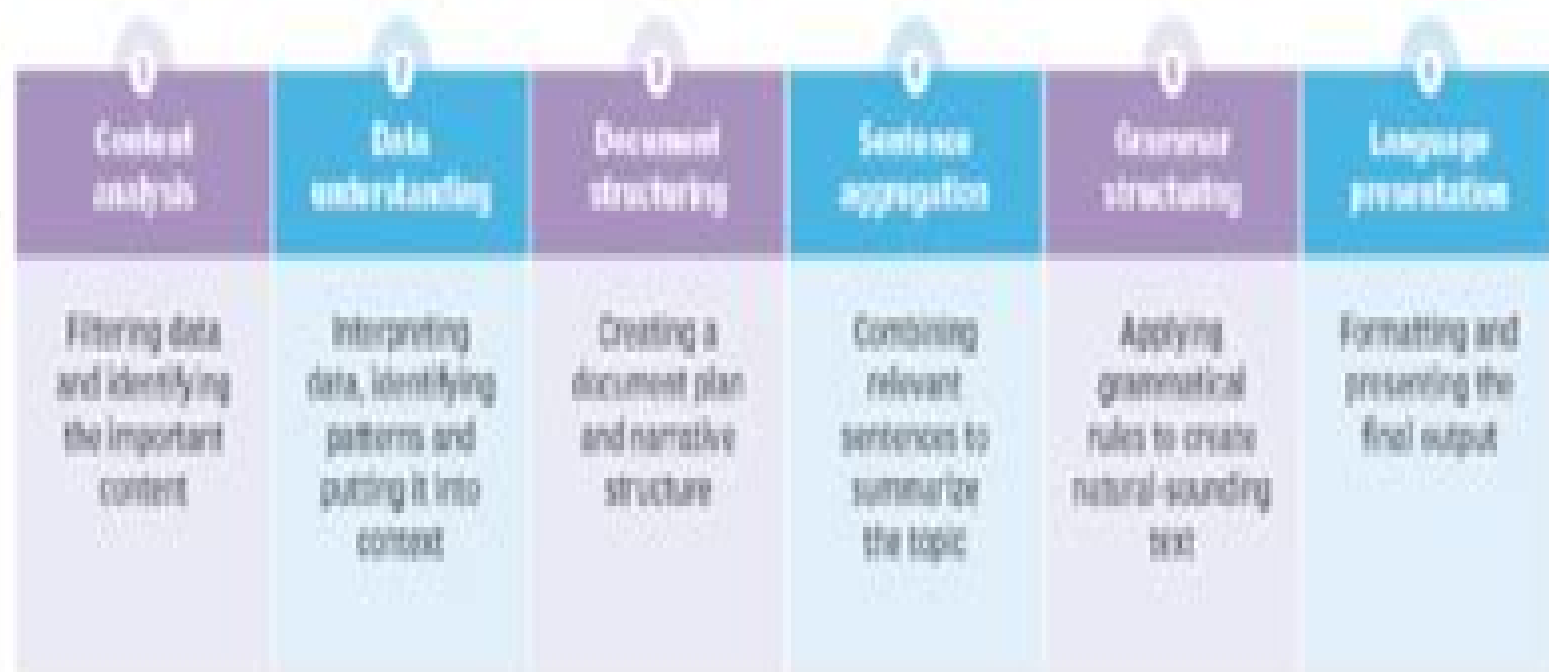 Content
analysis
Filtering data
and identifying
the important
content
Data
understanding
Interpreting
data, identifying
patterns and
putting it into
context
Document
structuring
Creating a
document plan
and narrative
structure
Sentence
aggregation
Combining
relevant
sentences to
summarize
the topic
Grammar
structuring
Applying
grammatical
rules to create
natural-sounding
text
Language
presentation
Formatting and
presenting the
final output